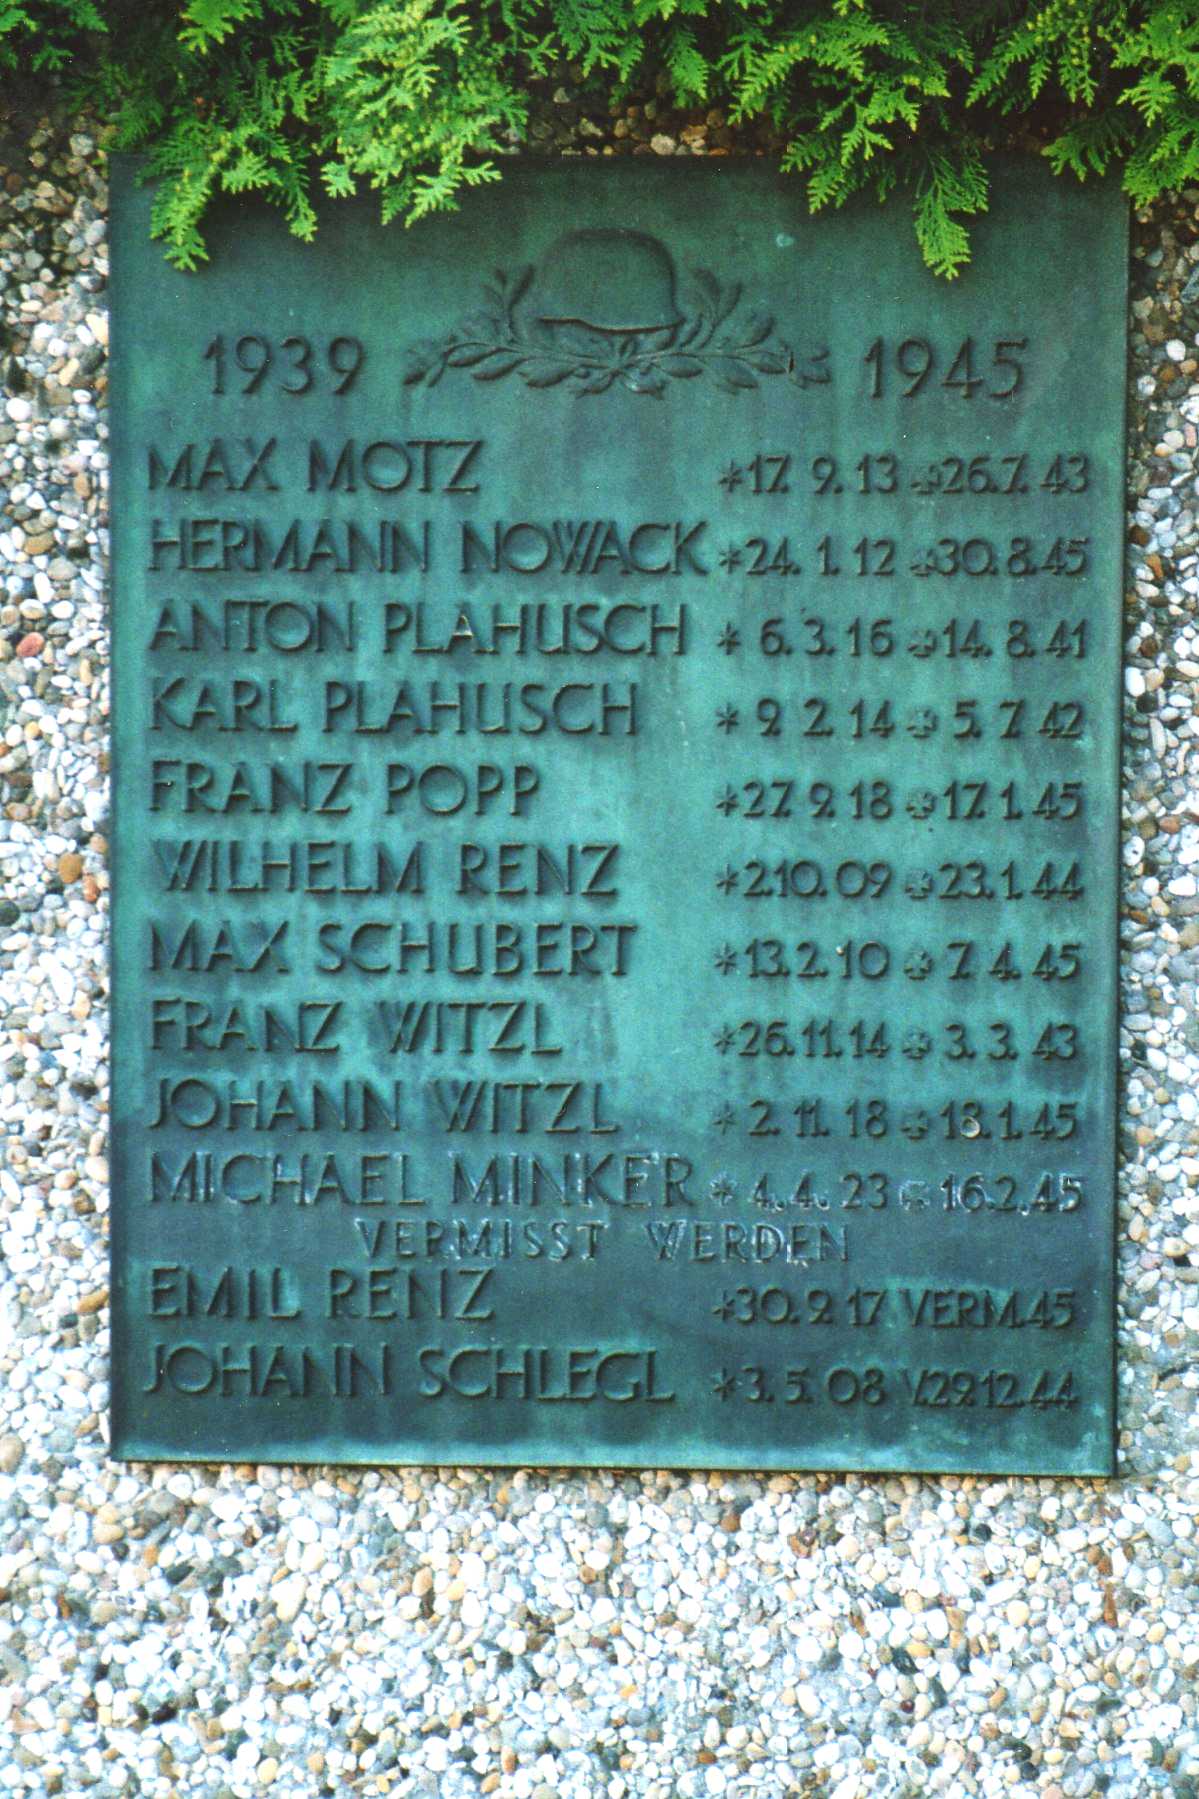 1939 1945
MAX MOTZ *17.9.13 ✠26.7.43
HERMANN NOWACK *24.1.12 ✠30.8.45
ANTON PLAHUSCH *6.3.16 ✠14.8.41
KARL PLAHUSCH *9.2.14 ✠5.7.42
FRANZ POPP *27.9.18 ✠17.1.45
WILHELM RENZ *2.10.09 ✠23.1.44
MAX SCHUBERT *13.2.10 ✠7.4.45
FRANZ WITZL *26.11.14 ✠3.3.43
JOHANN WITZL *2.11.18 ✠18.1.45
MICHAEL MINKER *4.4.23 ✠16.2.45
VERMISST WERDEN
EMIL RENZ *30.9.17 VERM.45
JOHANN SCHLEGL *3.5.08 V.29.12.44